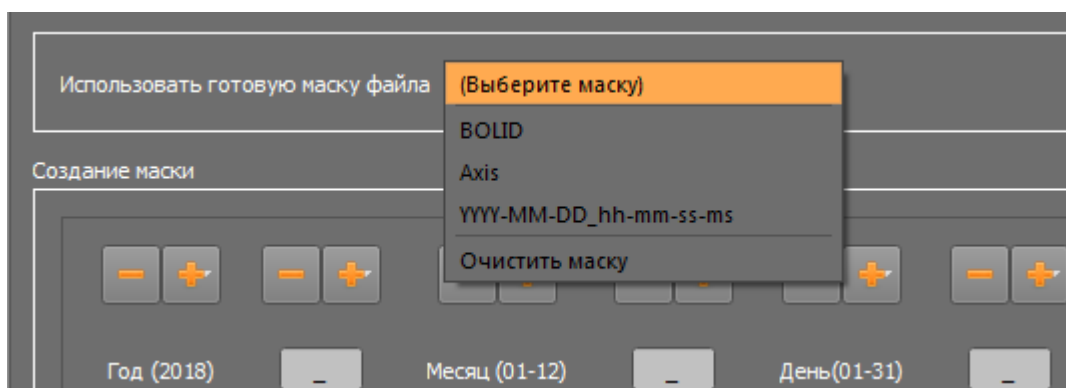 Использовать готовую маску файла (Выберите маску)
BOLID
Создание маски
Axis
YYYY-MM-DD_hh-mm-ss-ms
Очистить маску
Год (2018) _ Месяц (01-12) _ День(01-31) _